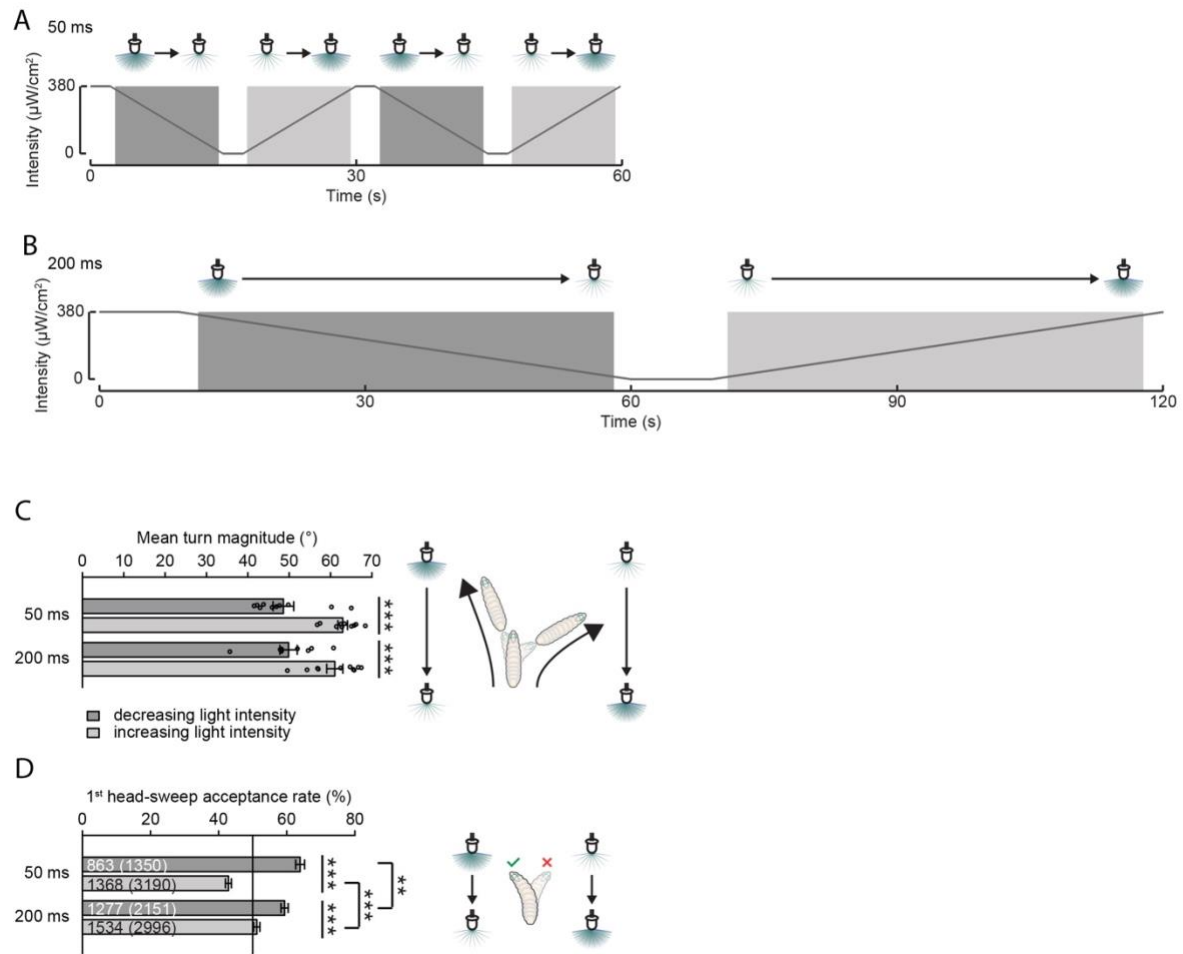 A
50 ms
Intensity (µW/cm²)
380
0
0 30 60
Time (s)
B
200 ms
Intensity (µW/cm²)
380
0
0 30 60 90 120
Time (s)
C
Mean turn magnitude (°)
0 10 20 30 40 50 60 70
50 ms
***
200 ms
***
decreasing light intensity
increasing light intensity
D
1st head-sweep acceptance rate (%)
0 20 40 60 80
50 ms
863 (1350)
1368 (3190)
200 ms
1277 (2151)
1534 (2996)
***
***
***
**